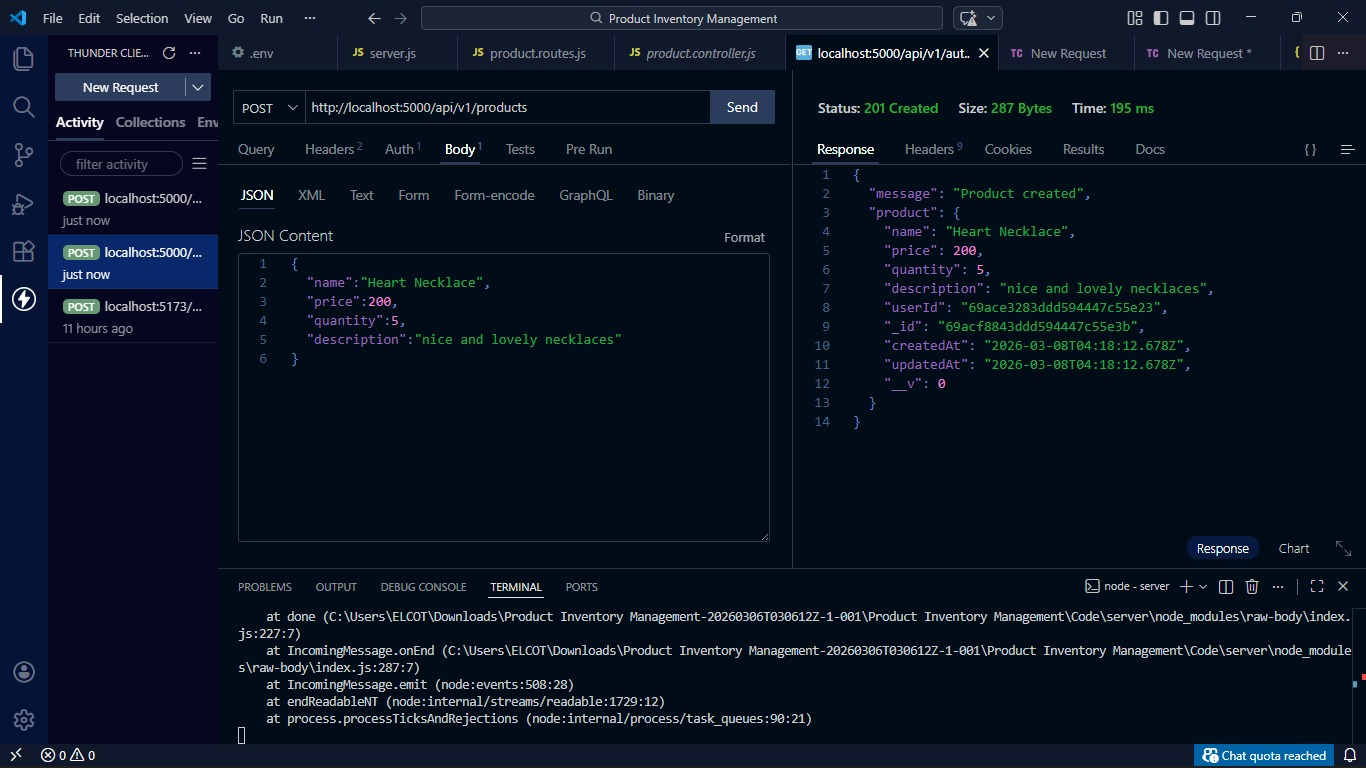 File Edit Selection View Go Run ··· Product Inventory Management
THUNDER CLIE... ···
.env JS server.js JS product.routes.js JS product.controller.js GET localhost:5000/api/v1/aut.. TC New Request TC New Request * { ···
New Request
Activity Collections Env
filter activity
POST localhost:5000/...
just now
POST localhost:5000/...
just now
POST localhost:5173/...
11 hours ago
POST http://localhost:5000/api/v1/products Send
Query Headers 2 Auth 1 Body 1 Tests Pre Run
JSON XML Text Form Form-encode GraphQL Binary
JSON Content Format
1 {
2 "name":"Heart Necklace",
3 "price":200,
4 "quantity":5,
5 "description":"nice and lovely necklaces"
6 }
Status: 201 Created Size: 287 Bytes Time: 195 ms
Response Headers 9 Cookies Results Docs {}
1 {
2 "message": "Product created",
3 "product": {
4 "name": "Heart Necklace",
5 "price": 200,
6 "quantity": 5,
7 "description": "nice and lovely necklaces",
8 "userId": "69ace3283ddd594447c55e23",
9 "_id": "69acf8843ddd594447c55e3b",
10 "createdAt": "2026-03-08T04:18:12.678Z",
11 "updatedAt": "2026-03-08T04:18:12.678Z",
12 "__v": 0
13 }
14 }
Response Chart
PROBLEMS OUTPUT DEBUG CONSOLE TERMINAL PORTS node - server ···
at done (C:\Users\ELCOT\Downloads\Product Inventory Management-20260306T030612Z-1-001\Product Inventory Management\Code\server\node_modules\raw-body\index.
js:227:7)
at IncomingMessage.onEnd (C:\Users\ELCOT\Downloads\Product Inventory Management-20260306T030612Z-1-001\Product Inventory Management\Code\server\node_module
s\raw-body\index.js:287:7)
at IncomingMessage.emit (node:events:508:28)
at endReadableNT (node:internal/streams/readable:1729:12)
at process.processTicksAndRejections (node:internal/process/task_queues:90:21)
0 0 Chat quota reached